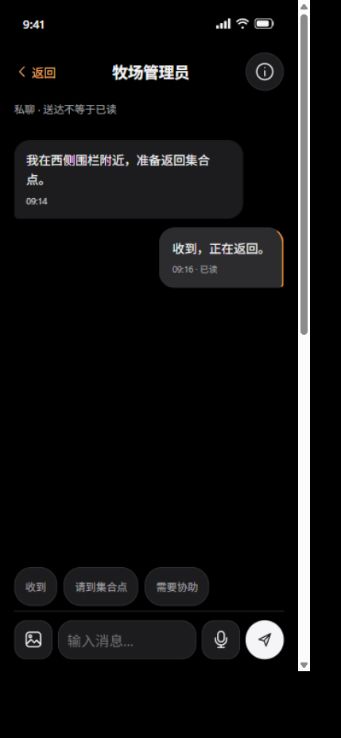 9:41
返回
牧场管理员
私聊 · 送达不等于已读
我在西侧围栏附近，准备返回集合
点。
09:14
收到，正在返回。
09:16 · 已读
收到
请到集合点
需要协助
输入消息...